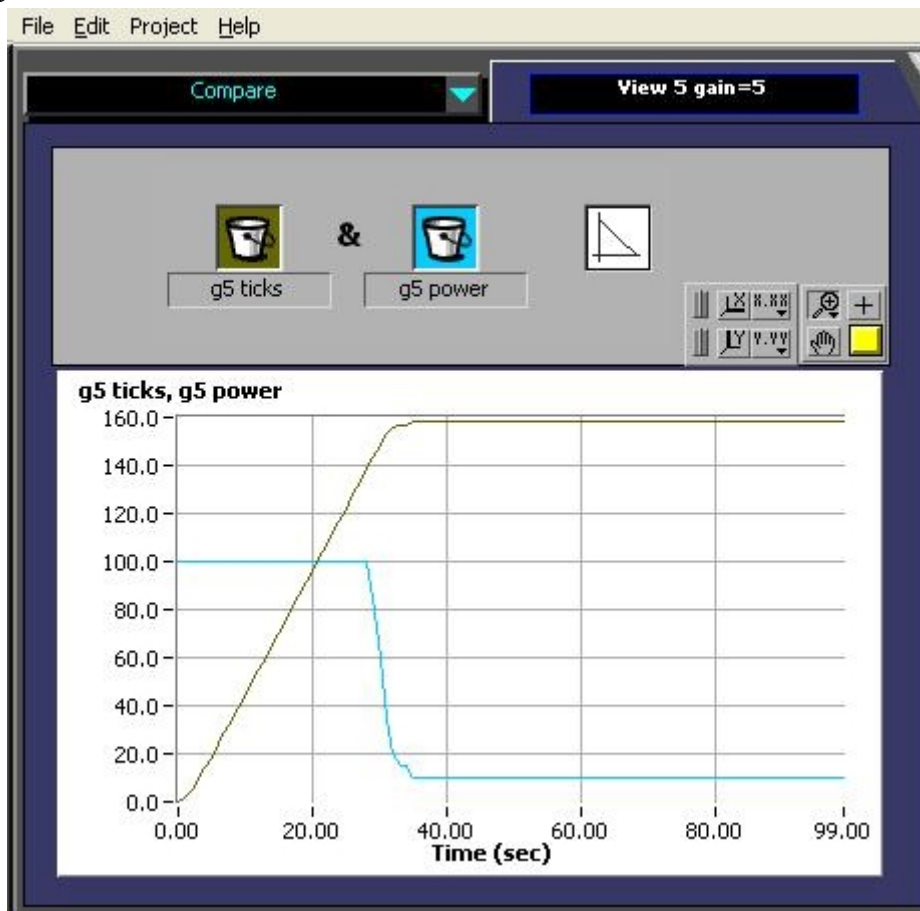 File Edit Project Help
Compare
View 5 gain=5
&
g5 ticks
g5 power
X X.XX
Y Y.YY
g5 ticks, g5 power
160.0
140.0
120.0
100.0
80.0
60.0
40.0
20.0
0.0
0.00 20.00 40.00 60.00 80.00 99.00
Time (sec)